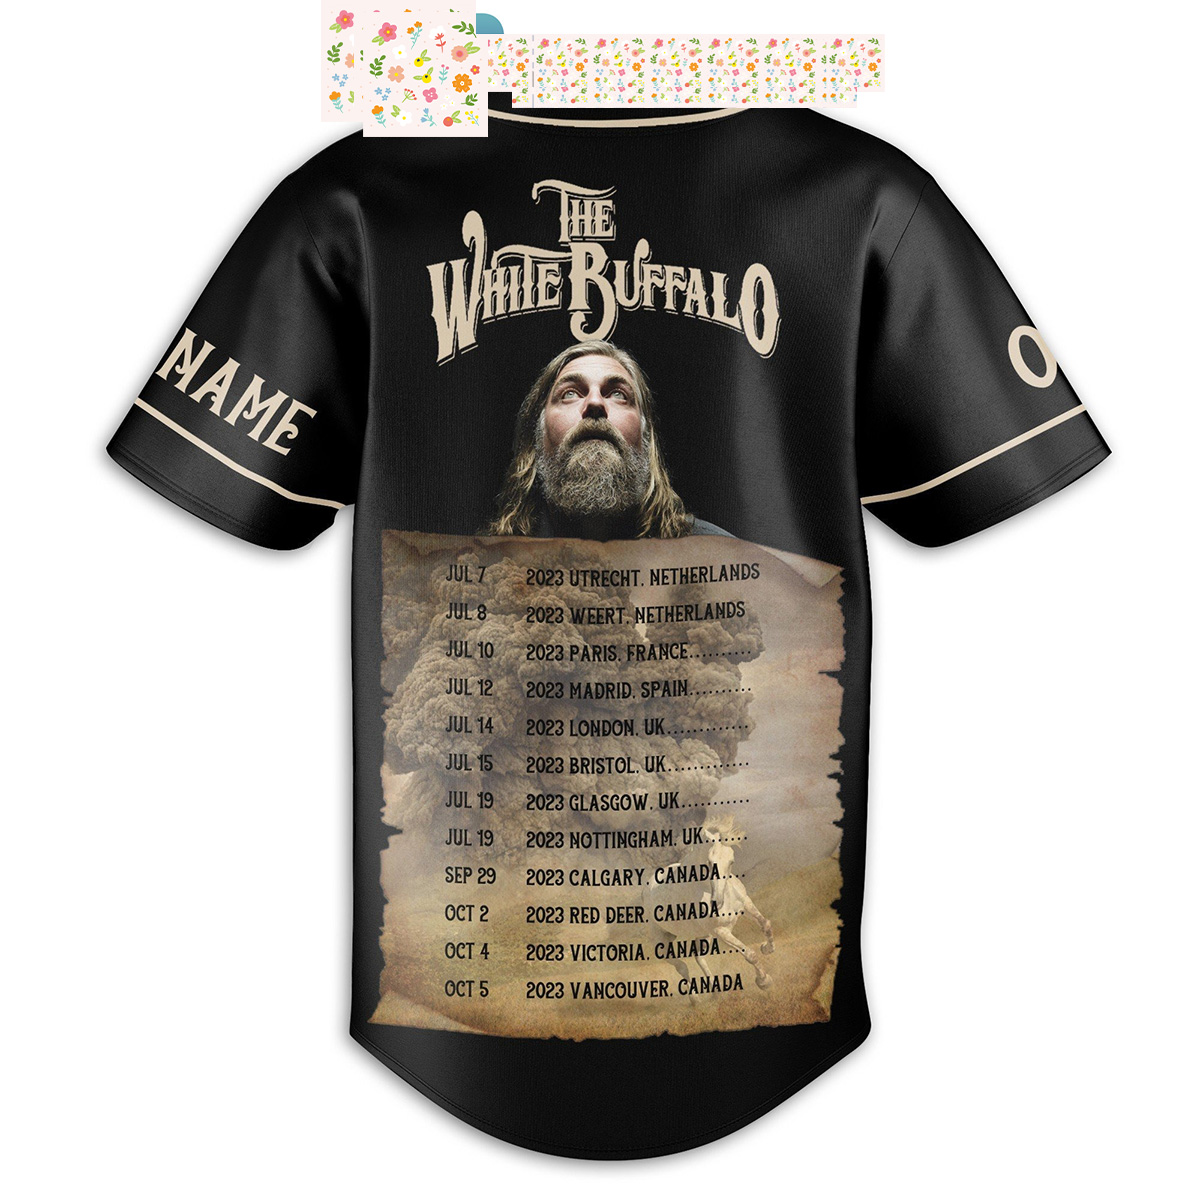 THE
WHITE BUFFALO
NAME
0
JUL 7 2023 UTRECHT, NETHERLANDS
JUL 8 2023 WEERT, NETHERLANDS
JUL 10 2023 PARIS, FRANCE..........
JUL 12 2023 MADRID, SPAIN..........
JUL 14 2023 LONDON, UK.............
JUL 15 2023 BRISTOL, UK.............
JUL 19 2023 GLASGOW, UK...........
JUL 19 2023 NOTTINGHAM, UK.......
SEP 29 2023 CALGARY, CANADA....
OCT 2 2023 RED DEER, CANADA....
OCT 4 2023 VICTORIA, CANADA....
OCT 5 2023 VANCOUVER, CANADA